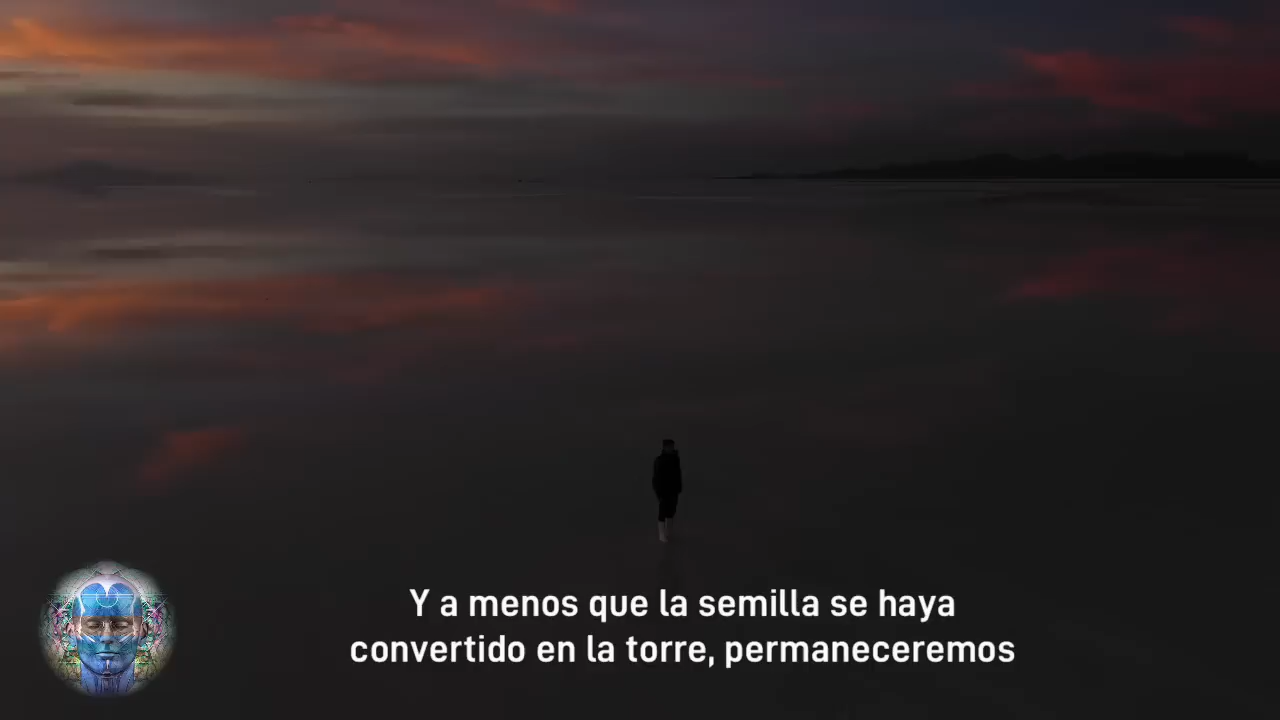 Y a menos que la semilla se haya
convertido en la torre, permaneceremos